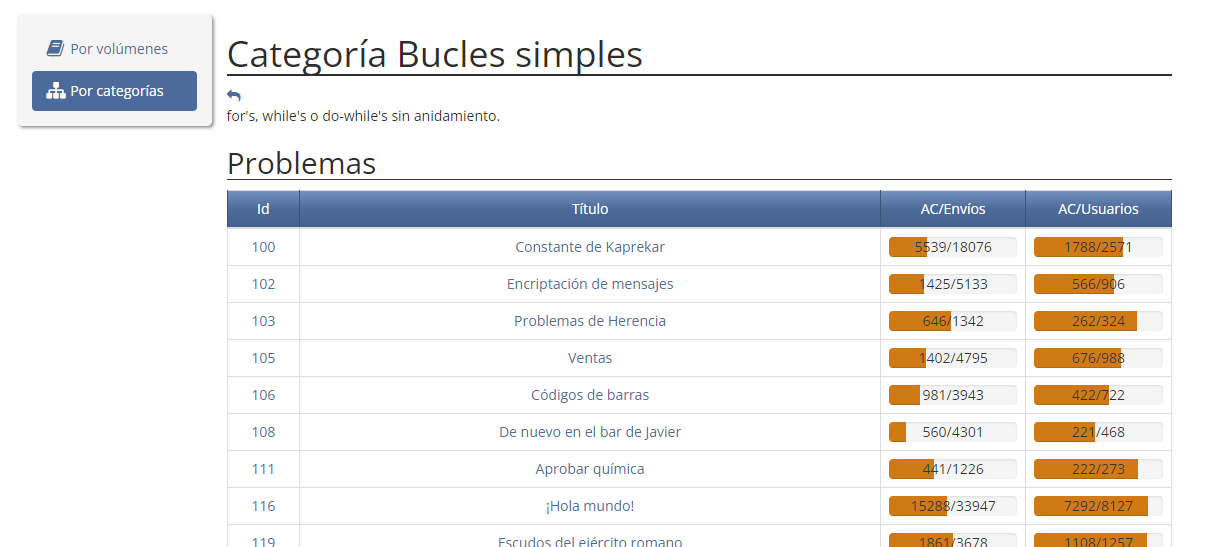 Por volúmenes
Por categorías
Categoría Bucles simples
for's, while's o do-while's sin anidamiento.
Problemas
Id Título AC/Envíos AC/Usuarios
100 Constante de Kaprekar 5539/18076 1788/2571
102 Encriptación de mensajes 1425/5133 566/906
103 Problemas de Herencia 646/1342 262/324
105 Ventas 1402/4795 676/988
106 Códigos de barras 981/3943 422/722
108 De nuevo en el bar de Javier 560/4301 221/468
111 Aprobar química 441/1226 222/273
116 ¡Hola mundo! 15288/33947 7292/8127
119 Escudos del ejército romano 1861/3678 1108/1257